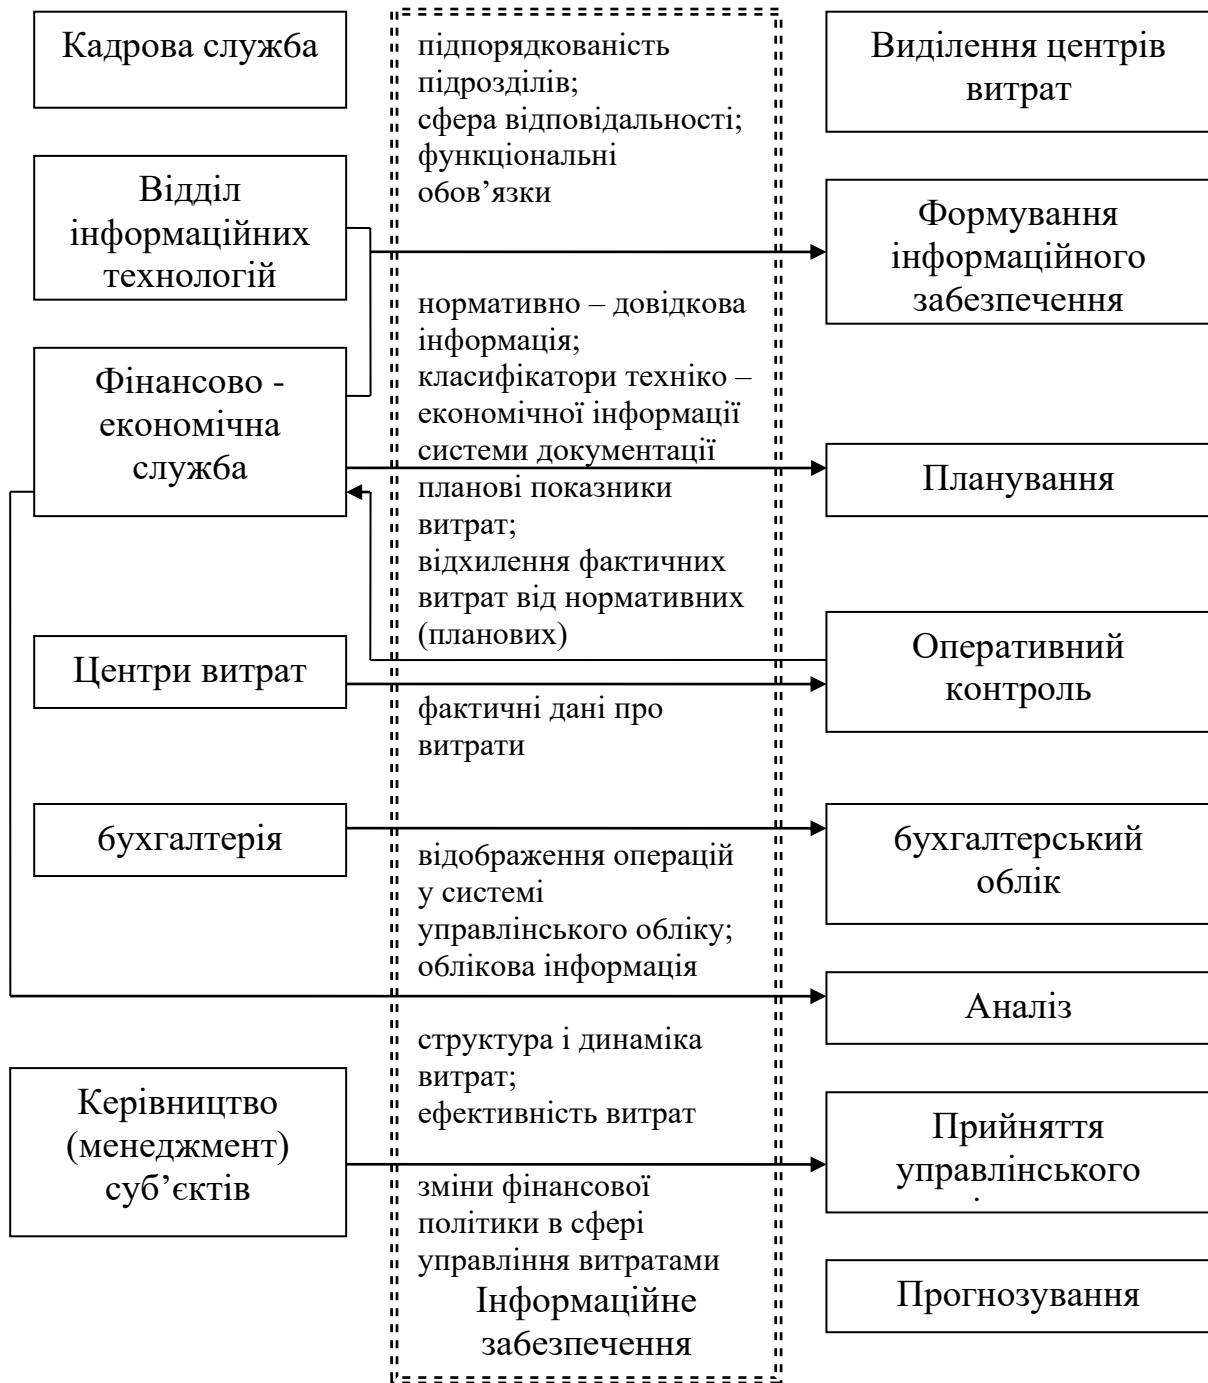 Кадрова служба
Відділ
інформаційних
технологій
Фінансово -
економічна
служба
Центри витрат
бухгалтерія
Керівництво
(менеджмент)
суб’єктів
підпорядкованість
підрозділів;
сфера відповідальності;
функціональні
обов’язки
нормативно – довідкова
інформація;
класифікатори техніко –
економічної інформації
системи документації
планові показники
витрат;
відхилення фактичних
витрат від нормативних
(планових)
фактичні дані про
витрати
відображення операцій
у системі
управлінського обліку;
облікова інформація
структура і динаміка
витрат;
ефективність витрат
зміни фінансової
політики в сфері
управління витратами
Інформаційне
забезпечення
Виділення центрів
витрат
Формування
інформаційного
забезпечення
Планування
Оперативний
контроль
бухгалтерський
облік
Аналіз
Прийняття
управлінського
Прогнозування